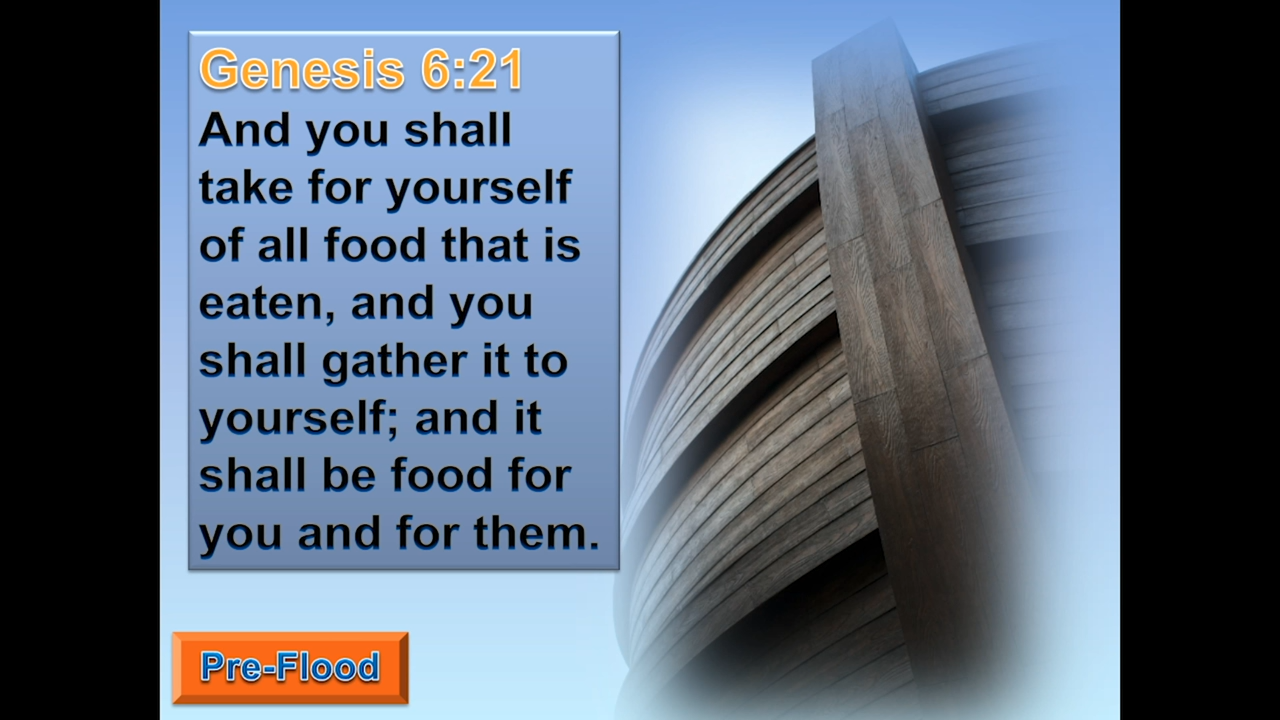 Genesis 6:21
And you shall
take for yourself
of all food that is
eaten, and you
shall gather it to
yourself; and it
shall be food for
you and for them.
Pre-Flood